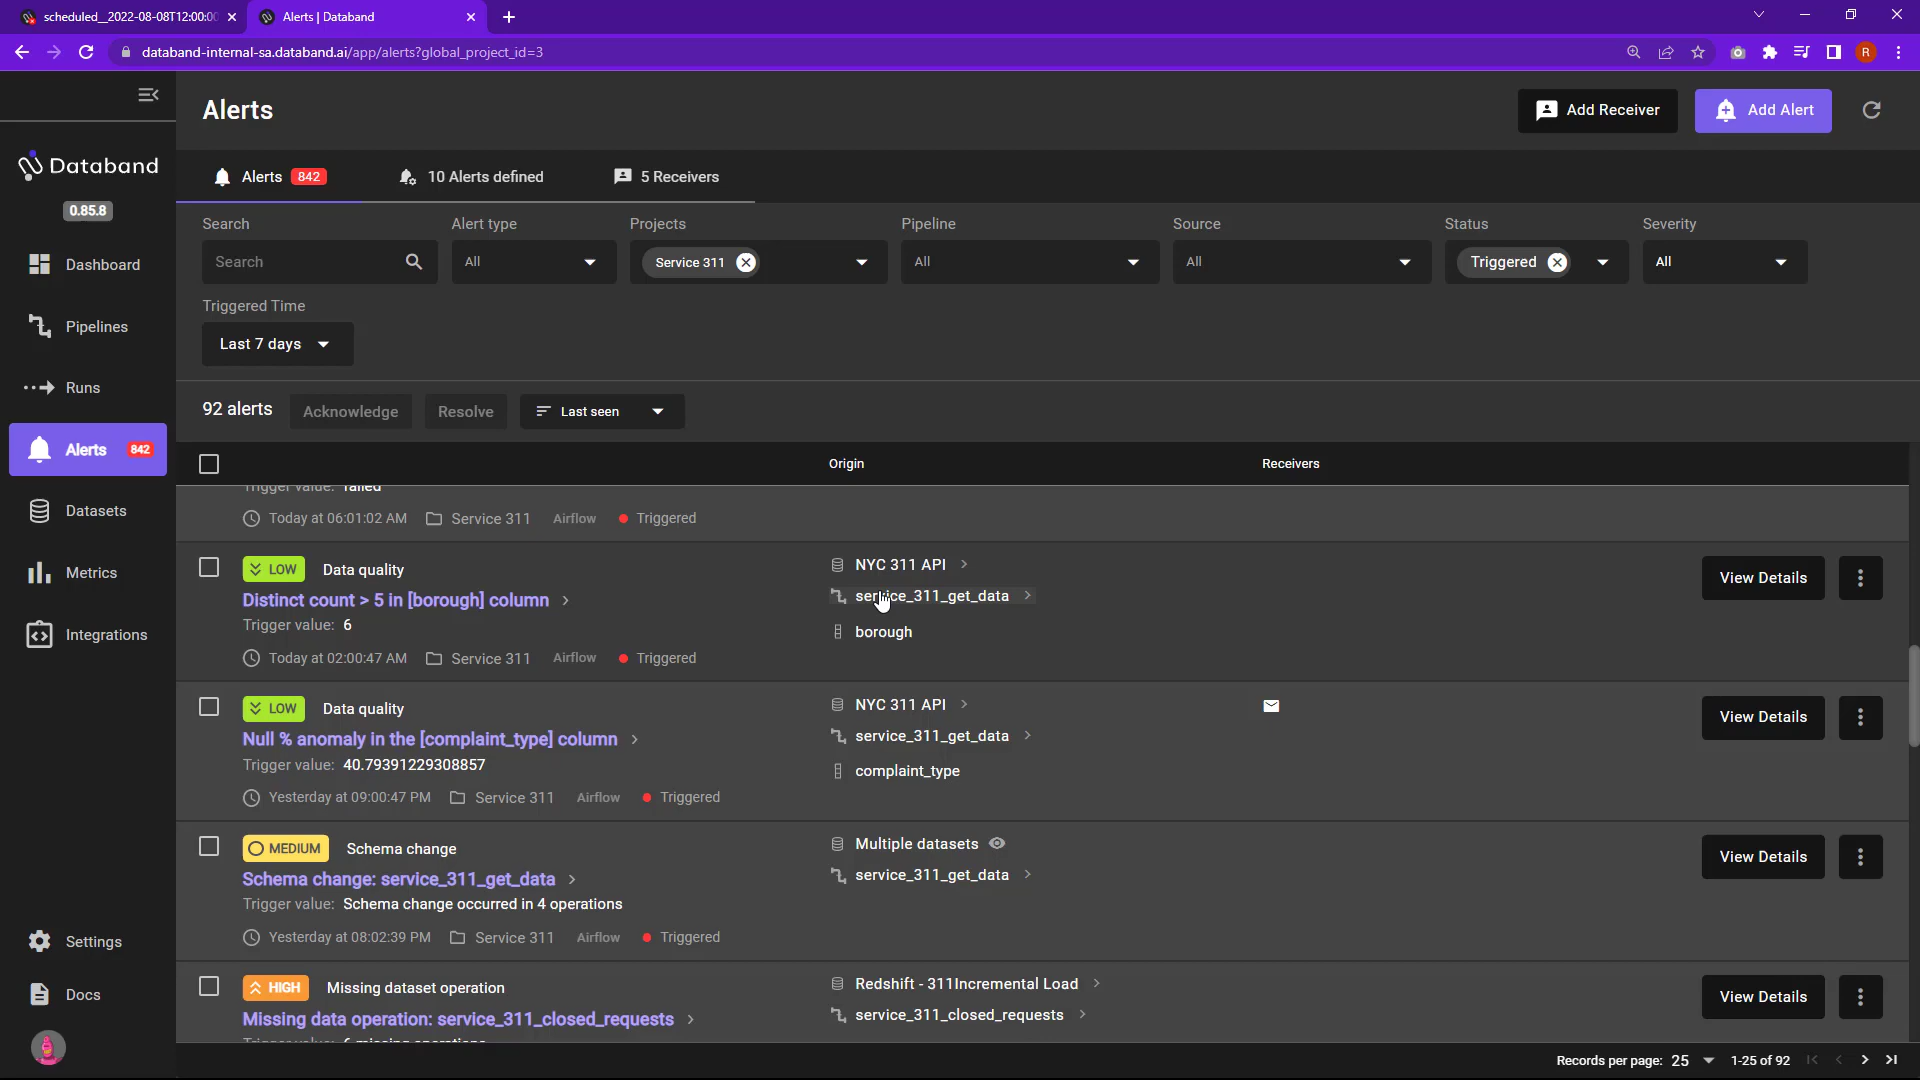 scheduled__2022-08-08T12:00:00
Alerts | Databand
databand-internal-sa.databand.ai/app/alerts?global_project_id=3
R
Alerts
Add Receiver
Add Alert
Databand
0.85.8
Alerts 842
10 Alerts defined
5 Receivers
Search
Alert type
Projects
Pipeline
Source
Status
Severity
Search
All
Service 311
All
All
Triggered
All
Triggered Time
Last 7 days
Dashboard
Pipelines
Runs
Alerts 842
Datasets
Metrics
Integrations
Settings
Docs
92 alerts
Acknowledge
Resolve
Last seen
Origin
Receivers
Trigger value: failed
Today at 06:01:02 AM Service 311 Airflow Triggered
LOW Data quality
Distinct count > 5 in [borough] column
Trigger value: 6
Today at 02:00:47 AM Service 311 Airflow Triggered
NYC 311 API
service_311_get_data
borough
View Details
LOW Data quality
Null % anomaly in the [complaint_type] column
Trigger value: 40.79391229308857
Yesterday at 09:00:47 PM Service 311 Airflow Triggered
NYC 311 API
service_311_get_data
complaint_type
View Details
MEDIUM Schema change
Schema change: service_311_get_data
Trigger value: Schema change occurred in 4 operations
Yesterday at 08:02:39 PM Service 311 Airflow Triggered
Multiple datasets
service_311_get_data
View Details
HIGH Missing dataset operation
Missing data operation: service_311_closed_requests
Trigger value: 6 missing operations
Redshift - 311Incremental Load
service_311_closed_requests
View Details
Records per page: 25 1-25 of 92